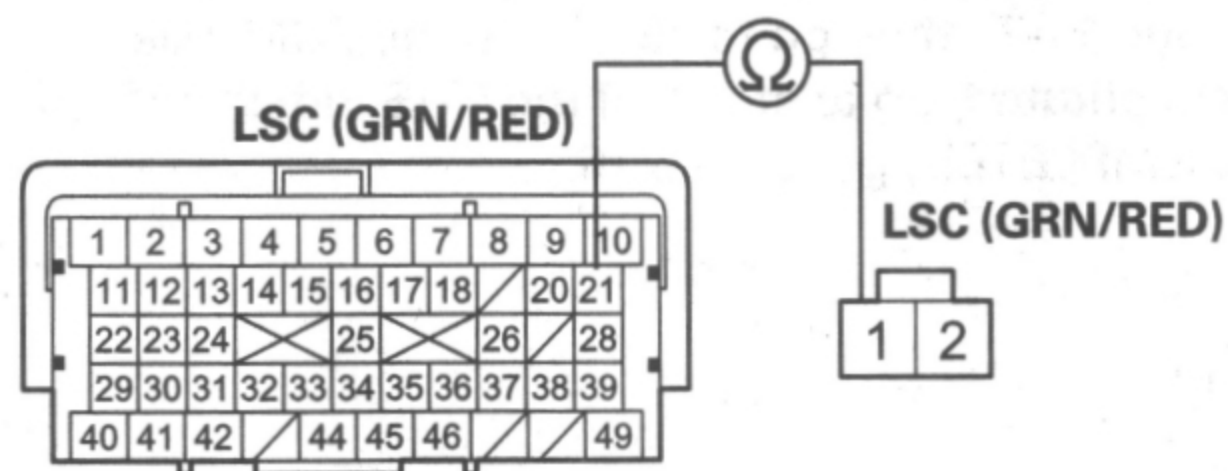 Ω
LSC (GRN/RED)
LSC (GRN/RED)
1 2 3 4 5 6 7 8 9 10
11 12 13 14 15 16 17 18 20 21
22 23 24 25 26 28
1 2
29 30 31 32 33 34 35 36 37 38 39
40 41 42 44 45 46 49